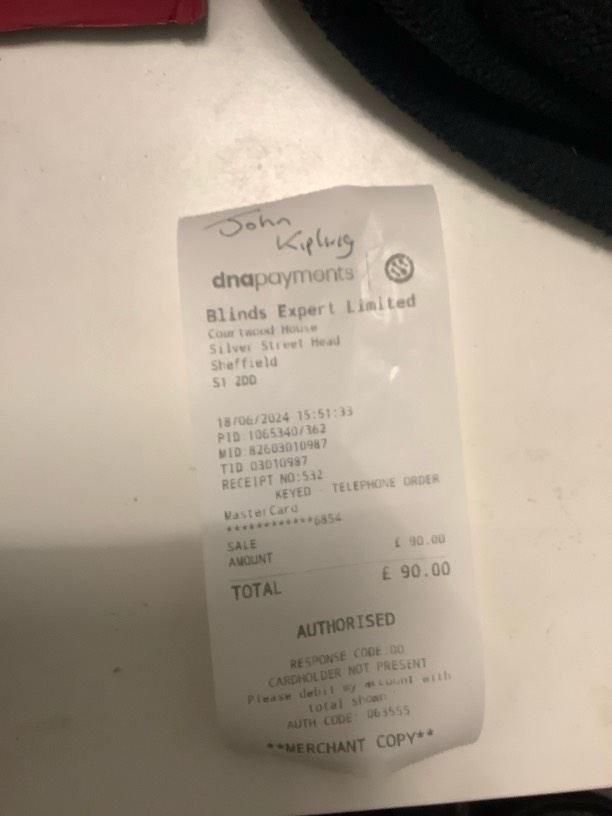 John
Kipling
dnapayments
Blinds Expert Limited
Courtwood House
Silver Street Head
Sheffield
S1 2DD
18/06/2024 15:51:33
PID 1065340/362
MID:82603010987
TID 03010987
RECEIPT NO:532
KEYED - TELEPHONE ORDER
MasterCard
************6854
SALE
AMOUNT £ 90.00
TOTAL £ 90.00
AUTHORISED
RESPONSE CODE:00
CARDHOLDER NOT PRESENT
Please debit my account with
total shown
AUTH CODE: 063555
**MERCHANT COPY**